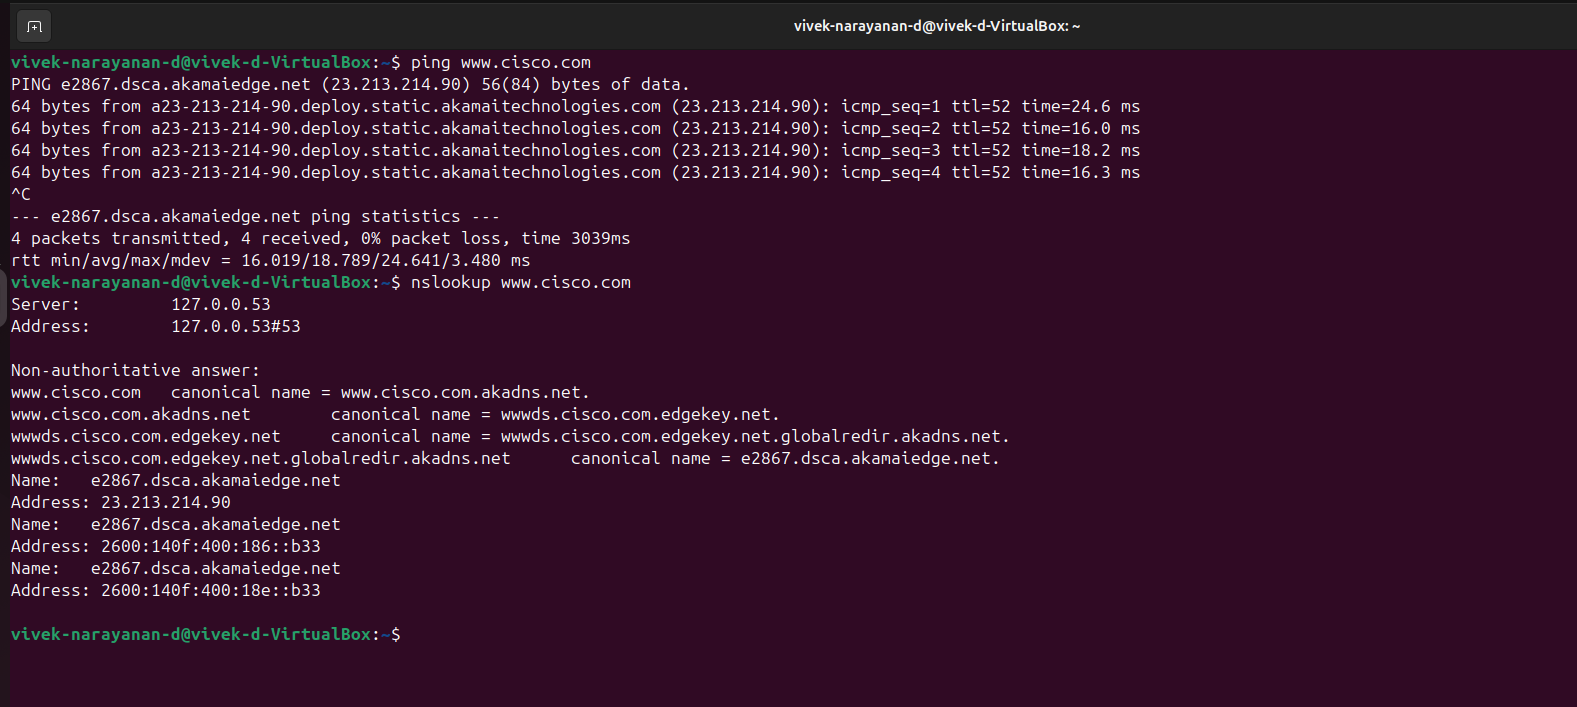 vivek-narayanan-d@vivek-d-VirtualBox: ~
vivek-narayanan-d@vivek-d-VirtualBox:~$ ping www.cisco.com
PING e2867.dsca.akamaiedge.net (23.213.214.90) 56(84) bytes of data.
64 bytes from a23-213-214-90.deploy.static.akamaitechnologies.com (23.213.214.90): icmp_seq=1 ttl=52 time=24.6 ms
64 bytes from a23-213-214-90.deploy.static.akamaitechnologies.com (23.213.214.90): icmp_seq=2 ttl=52 time=16.0 ms
64 bytes from a23-213-214-90.deploy.static.akamaitechnologies.com (23.213.214.90): icmp_seq=3 ttl=52 time=18.2 ms
64 bytes from a23-213-214-90.deploy.static.akamaitechnologies.com (23.213.214.90): icmp_seq=4 ttl=52 time=16.3 ms
^C
--- e2867.dsca.akamaiedge.net ping statistics ---
4 packets transmitted, 4 received, 0% packet loss, time 3039ms
rtt min/avg/max/mdev = 16.019/18.789/24.641/3.480 ms
vivek-narayanan-d@vivek-d-VirtualBox:~$ nslookup www.cisco.com
Server:         127.0.0.53
Address:        127.0.0.53#53

Non-authoritative answer:
www.cisco.com   canonical name = www.cisco.com.akadns.net.
www.cisco.com.akadns.net        canonical name = wwwds.cisco.com.edgekey.net.
wwwds.cisco.com.edgekey.net     canonical name = wwwds.cisco.com.edgekey.net.globalredir.akadns.net.
wwwds.cisco.com.edgekey.net.globalredir.akadns.net      canonical name = e2867.dsca.akamaiedge.net.
Name:   e2867.dsca.akamaiedge.net
Address: 23.213.214.90
Name:   e2867.dsca.akamaiedge.net
Address: 2600:140f:400:186::b33
Name:   e2867.dsca.akamaiedge.net
Address: 2600:140f:400:18e::b33

vivek-narayanan-d@vivek-d-VirtualBox:~$